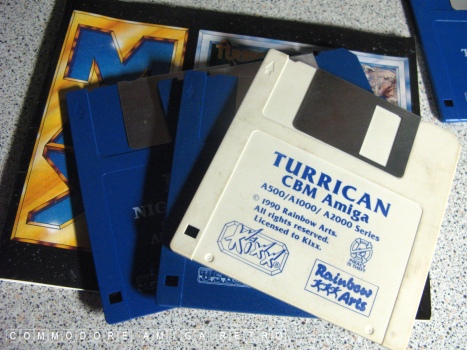 TURRICAN
CBM Amiga
A500/A1000/ A2000 Series
© 1990 Rainbow Arts.
All rights reserved.
Licensed to Kixx.
Kixx
Rainbow
Arts
COMMODORE AMIGA RETRO